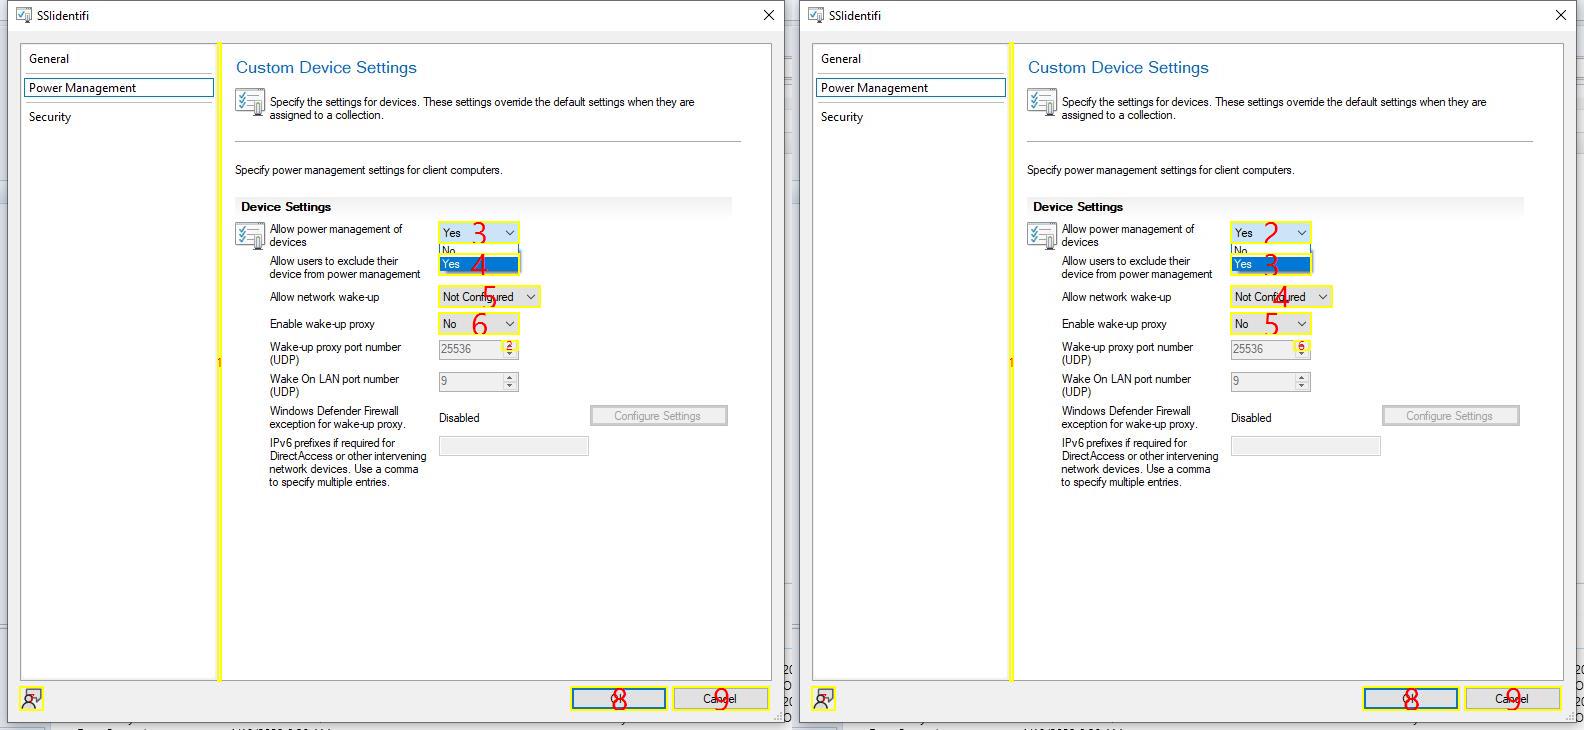 SSIidentifi
General
Power Management
Security
Custom Device Settings
Specify the settings for devices. These settings override the default settings when they are
assigned to a collection.
Specify power management settings for client computers.
Device Settings
Allow power management of
devices
Yes 3
No
Allow users to exclude their
device from power management
Yes 4
Allow network wake-up
Not Configured 5
Enable wake-up proxy
No 6
1
Wake-up proxy port number
(UDP)
25536 2
Wake On LAN port number
(UDP)
9
Windows Defender Firewall
exception for wake-up proxy.
Disabled
Configure Settings
IPv6 prefixes if required for
DirectAccess or other intervening
network devices. Use a comma
to specify multiple entries.
8
Cancel 9
SSIidentifi
General
Power Management
Security
Custom Device Settings
Specify the settings for devices. These settings override the default settings when they are
assigned to a collection.
Specify power management settings for client computers.
Device Settings
Allow power management of
devices
Yes 2
No
Allow users to exclude their
device from power management
Yes 3
Allow network wake-up
Not Configured 4
Enable wake-up proxy
No 5
1
Wake-up proxy port number
(UDP)
25536 6
Wake On LAN port number
(UDP)
9
Windows Defender Firewall
exception for wake-up proxy.
Disabled
Configure Settings
IPv6 prefixes if required for
DirectAccess or other intervening
network devices. Use a comma
to specify multiple entries.
8
Cancel 9